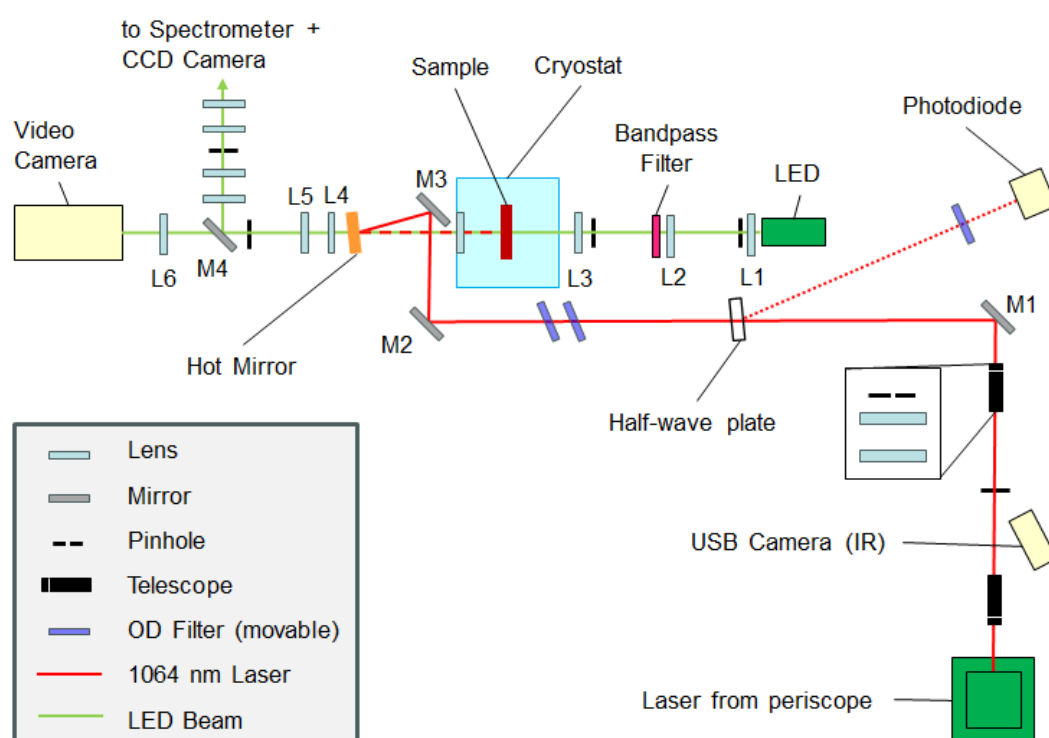 to Spectrometer +
CCD Camera
Sample
Cryostat
Photodiode
Video
Camera
Bandpass
Filter
LED
M3
L5
L4
L6
M4
L3
L2
L1
M2
M1
Hot Mirror
Half-wave plate
USB Camera (IR)
Laser from periscope
Lens
Mirror
Pinhole
Telescope
OD Filter (movable)
1064 nm Laser
LED Beam